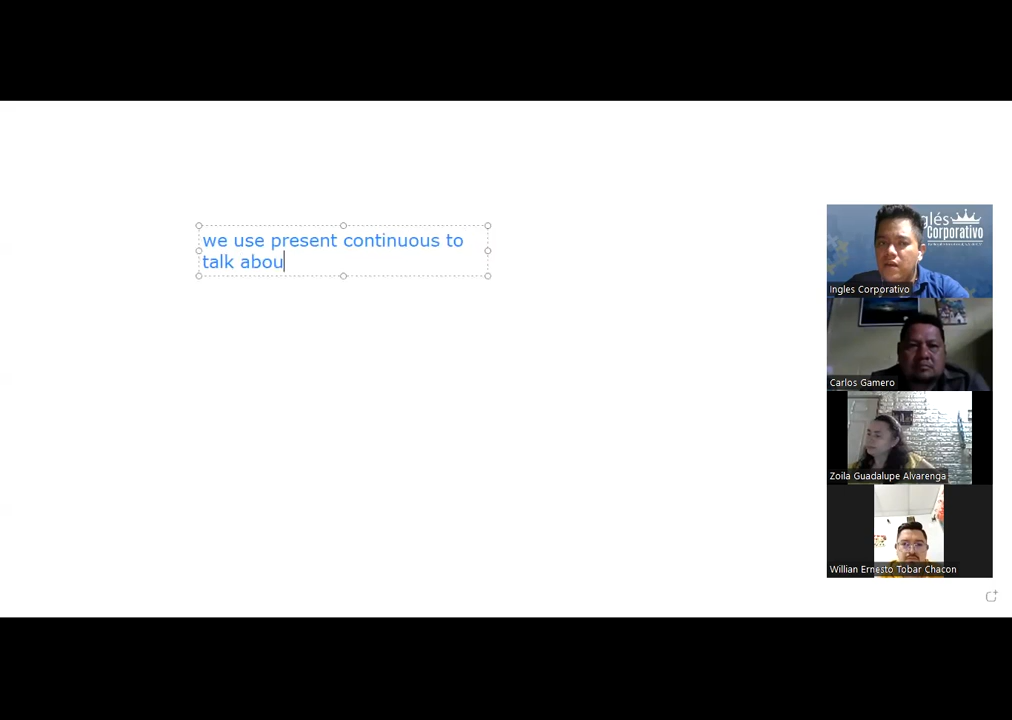 we use present continuous to
talk abou
glés
Corporativo
Ingles Corporativo
Carlos Gamero
Zoila Guadalupe Alvarenga
Willian Ernesto Tobar Chacon